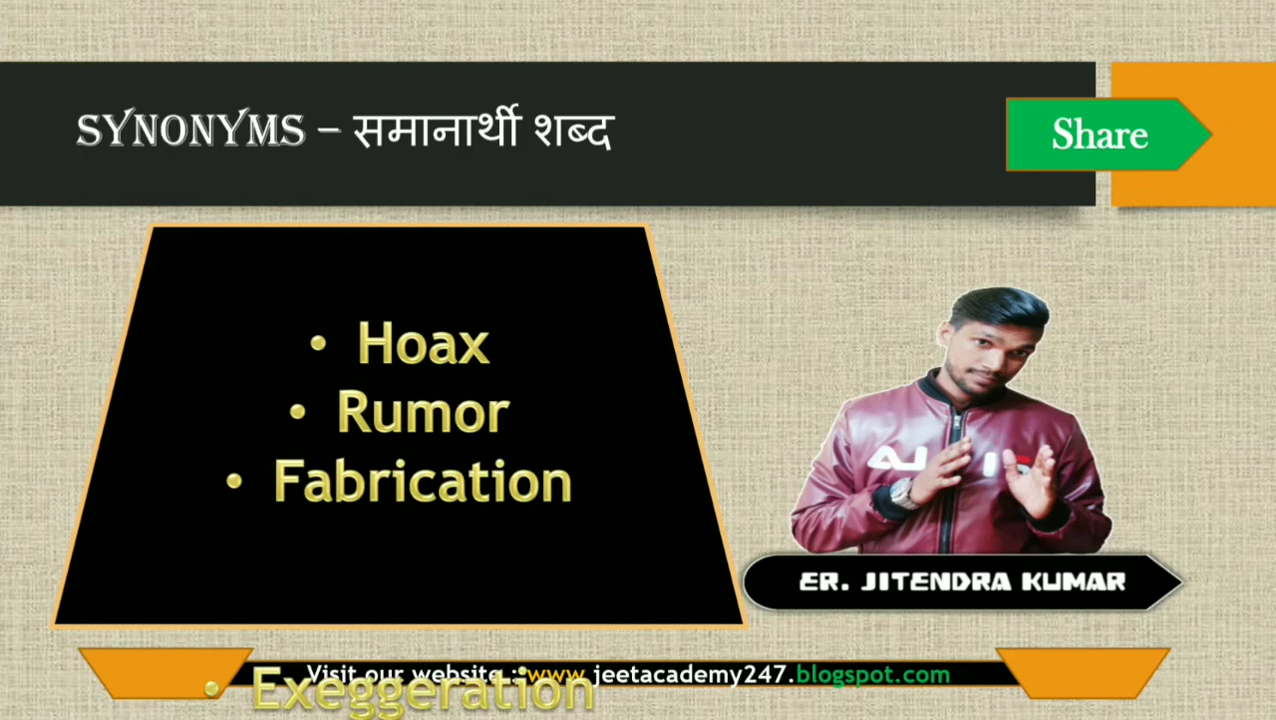 SYNONYMS – समानार्थी शब्द
Share
• Hoax
• Rumor
• Fabrication
ER. JITENDRA KUMAR
Visit our website : www.jeetacademy247.blogspot.com
• Exeggeration